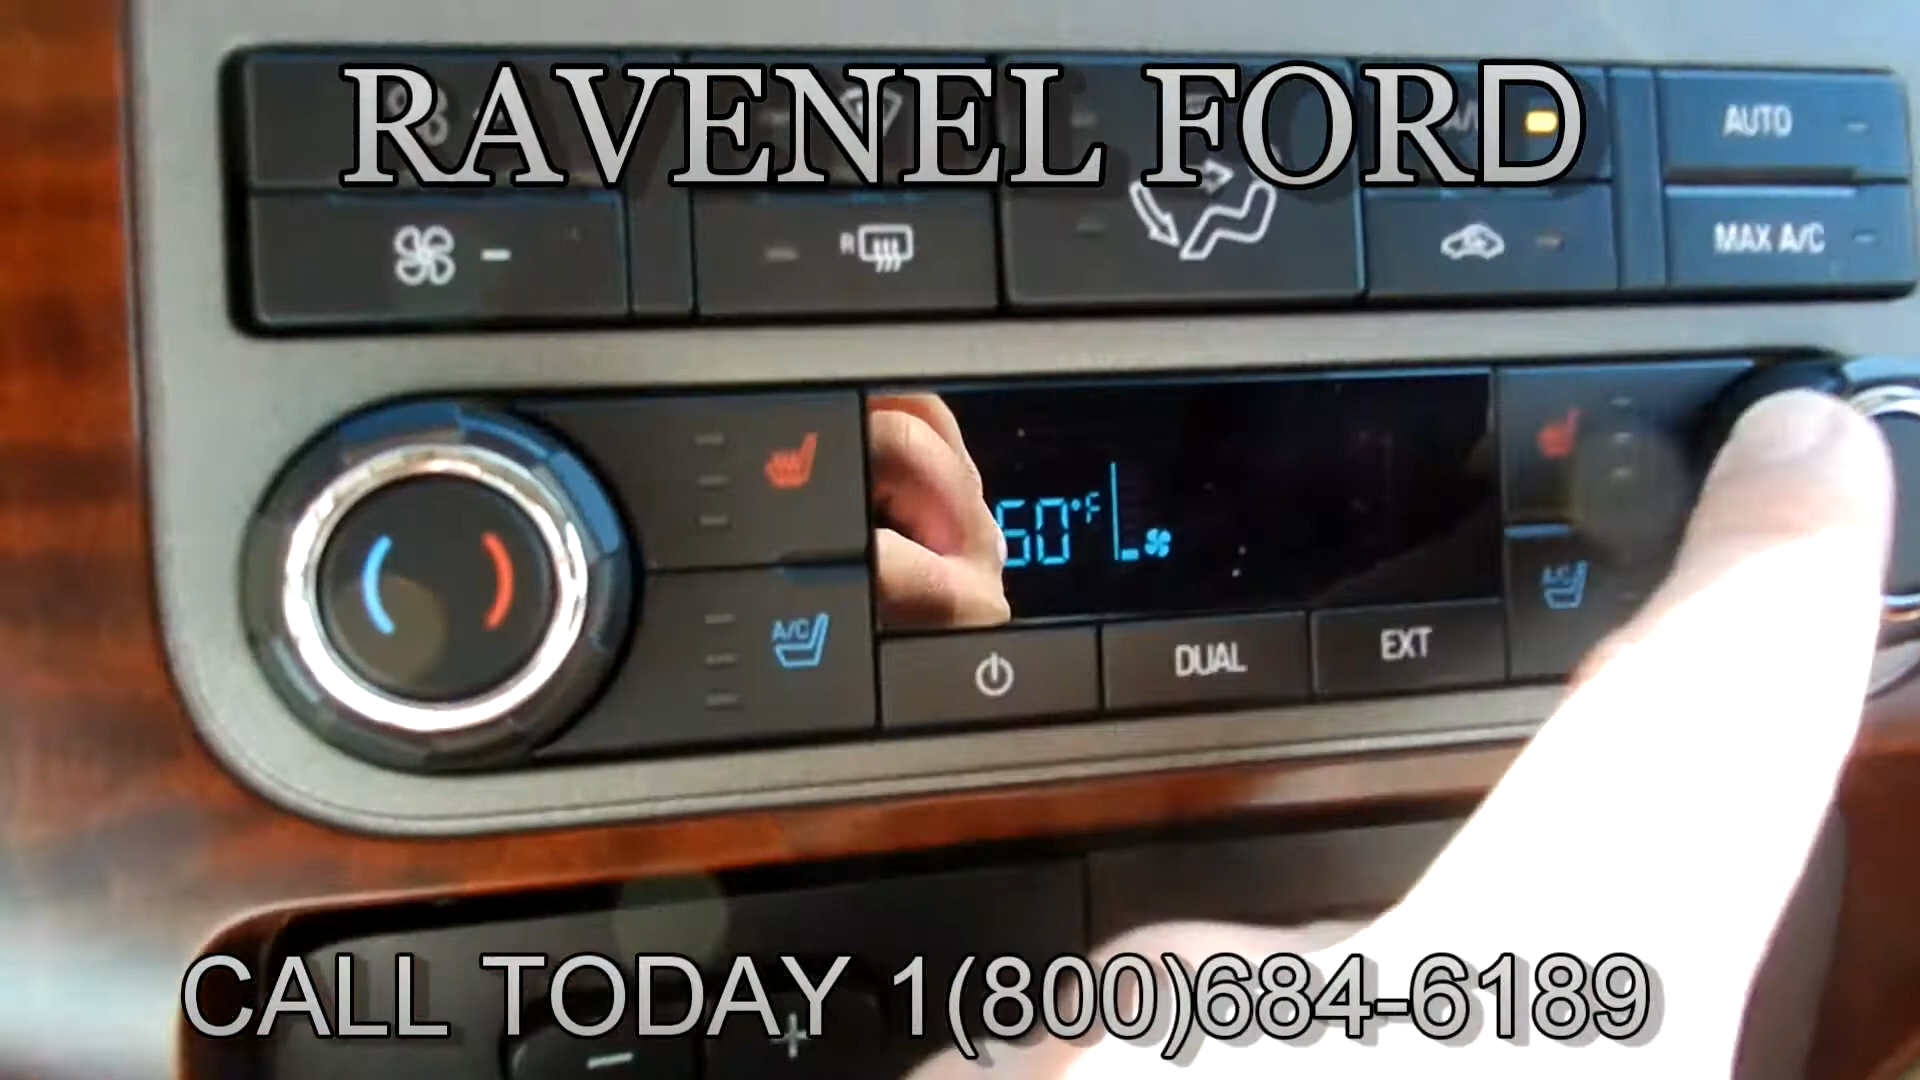 RAVENEL FORD
AUTO
R
MAX A/C
60°F
A/C
A/C
DUAL
EXT
CALL TODAY 1(800)684-6189